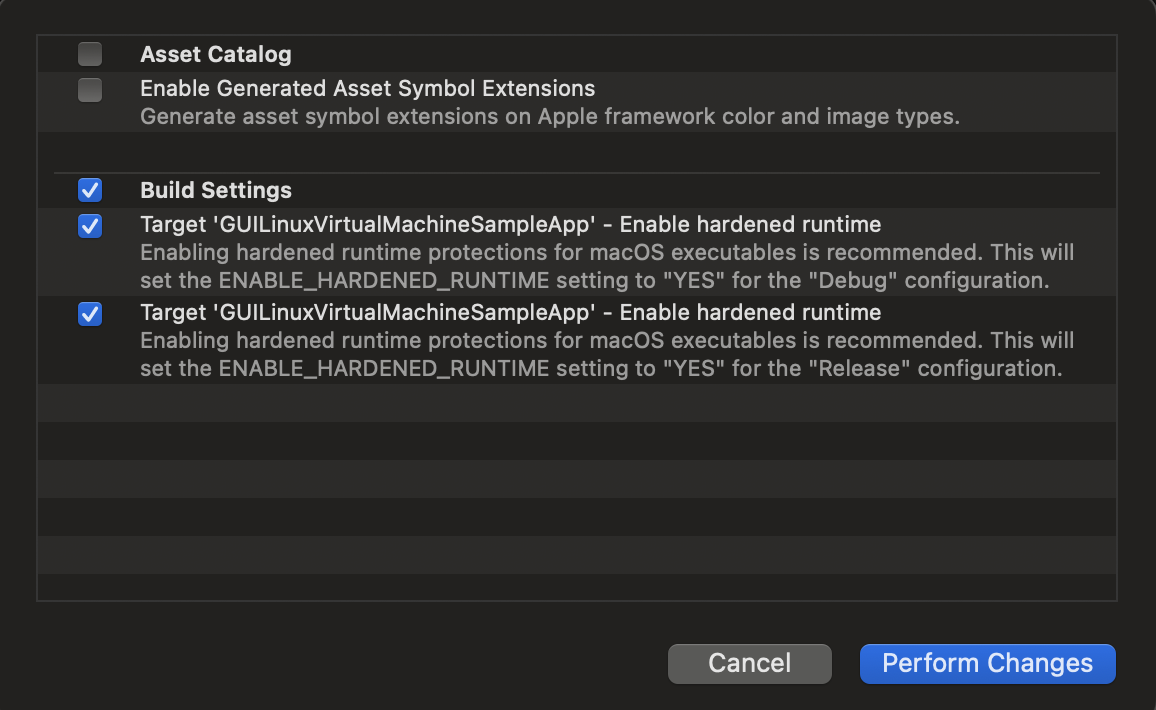 Asset Catalog
Enable Generated Asset Symbol Extensions
Generate asset symbol extensions on Apple framework color and image types.
Build Settings
Target 'GUILinuxVirtualMachineSampleApp' - Enable hardened runtime
Enabling hardened runtime protections for macOS executables is recommended. This will
set the ENABLE_HARDENED_RUNTIME setting to "YES" for the "Debug" configuration.
Target 'GUILinuxVirtualMachineSampleApp' - Enable hardened runtime
Enabling hardened runtime protections for macOS executables is recommended. This will
set the ENABLE_HARDENED_RUNTIME setting to "YES" for the "Release" configuration.
Cancel
Perform Changes